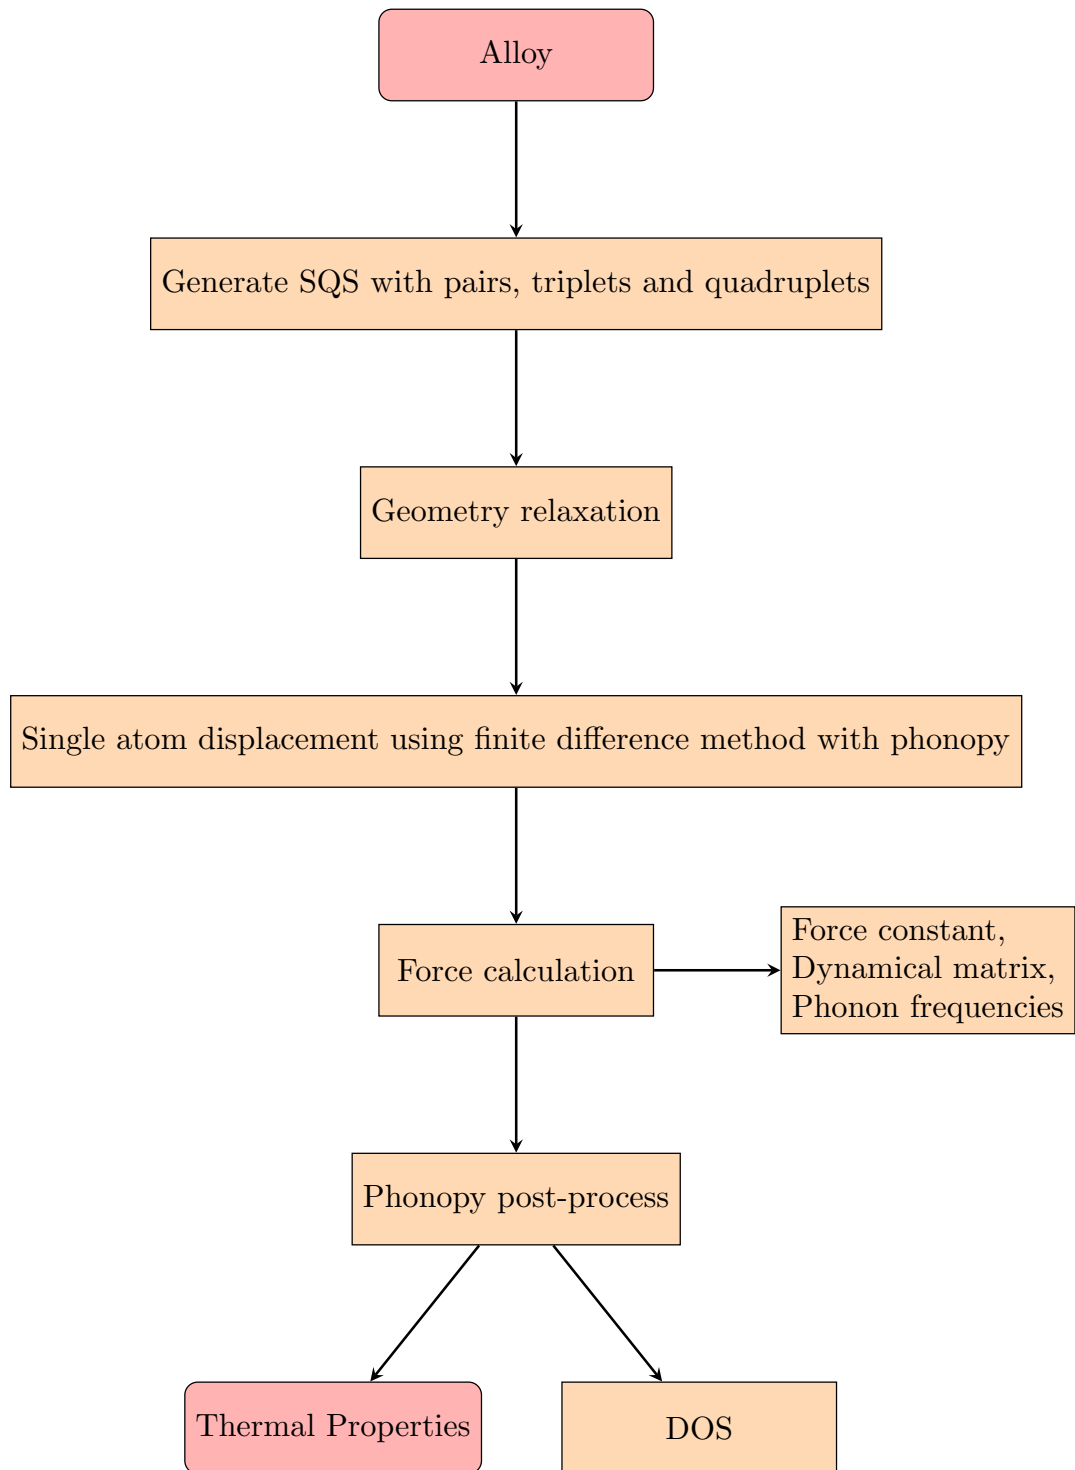 Alloy
Generate SQS with pairs, triplets and quadruplets
Geometry relaxation
Single atom displacement using finite difference method with phonopy
Force calculation
Force constant,
Dynamical matrix,
Phonon frequencies
Phonopy post-process
Thermal Properties
DOS